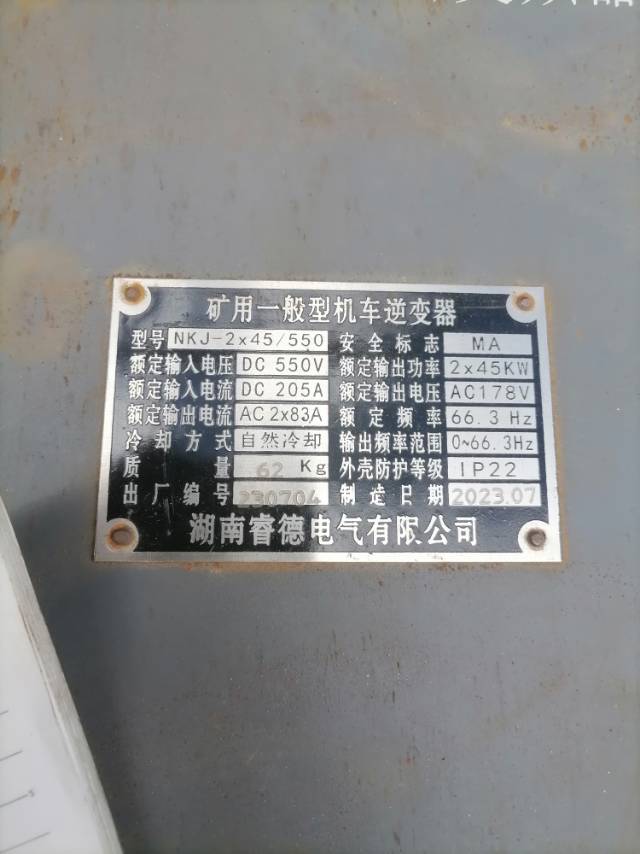 矿用一般型机车逆变器
型号 NKJ-2x45/550 安全标志 MA
额定输入电压 DC 550V 额定输出功率 2x45KW
额定输入电流 DC 205A 额定输出电压 AC178V
额定输出电流 AC 2x83A 额定频率 66.3 Hz
冷却方式 自然冷却 输出频率范围 0~66.3Hz
质量 62 Kg 外壳防护等级 IP22
出厂编号 230704 制造日期 2023.07
湖南睿德电气有限公司